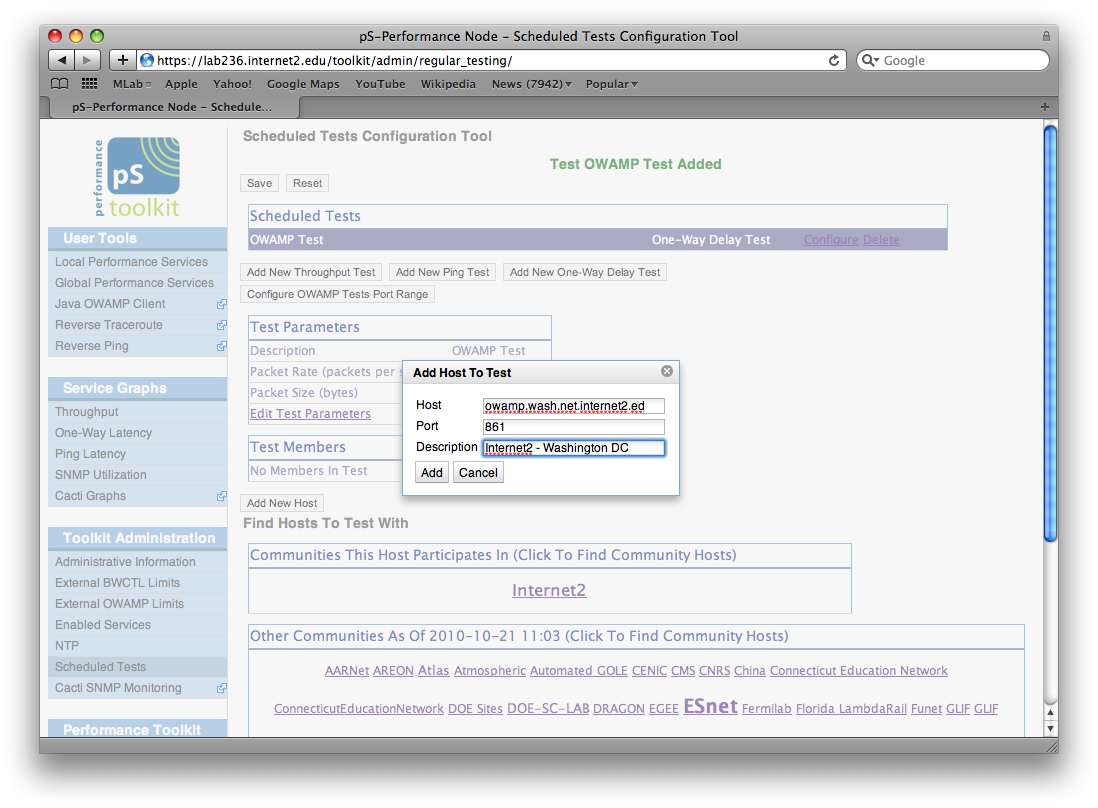 pS-Performance Node – Scheduled Tests Configuration Tool
https://lab236.internet2.edu/toolkit/admin/regular_testing/
Google
MLab
Apple
Yahoo!
Google Maps
YouTube
Wikipedia
News (7942)
Popular
pS-Performance Node – Schedule...
performance
pS
toolkit
User Tools
Local Performance Services
Global Performance Services
Java OWAMP Client
Reverse Traceroute
Reverse Ping
Service Graphs
Throughput
One-Way Latency
Ping Latency
SNMP Utilization
Cacti Graphs
Toolkit Administration
Administrative Information
External BWCTL Limits
External OWAMP Limits
Enabled Services
NTP
Scheduled Tests
Cacti SNMP Monitoring
Performance Toolkit
Scheduled Tests Configuration Tool
Test OWAMP Test Added
Save
Reset
Scheduled Tests
OWAMP Test One-Way Delay Test Configure Delete
Add New Throughput Test
Add New Ping Test
Add New One-Way Delay Test
Configure OWAMP Tests Port Range
Test Parameters
Description OWAMP Test
Packet Rate (packets per s
Packet Size (bytes)
Edit Test Parameters
Test Members
No Members In Test
Add New Host
Add Host To Test
Host owamp.wash.net.internet2.ed
Port 861
Description Internet2 - Washington DC
Add
Cancel
Find Hosts To Test With
Communities This Host Participates In (Click To Find Community Hosts)
Internet2
Other Communities As Of 2010-10-21 11:03 (Click To Find Community Hosts)
AARNet AREON Atlas Atmospheric Automated GOLE CENIC CMS CNRS China Connecticut Education Network
ConnecticutEducationNetwork DOE Sites DOE-SC-LAB DRAGON EGEE ESnet Fermilab Florida LambdaRail Funet GLIF GLIF